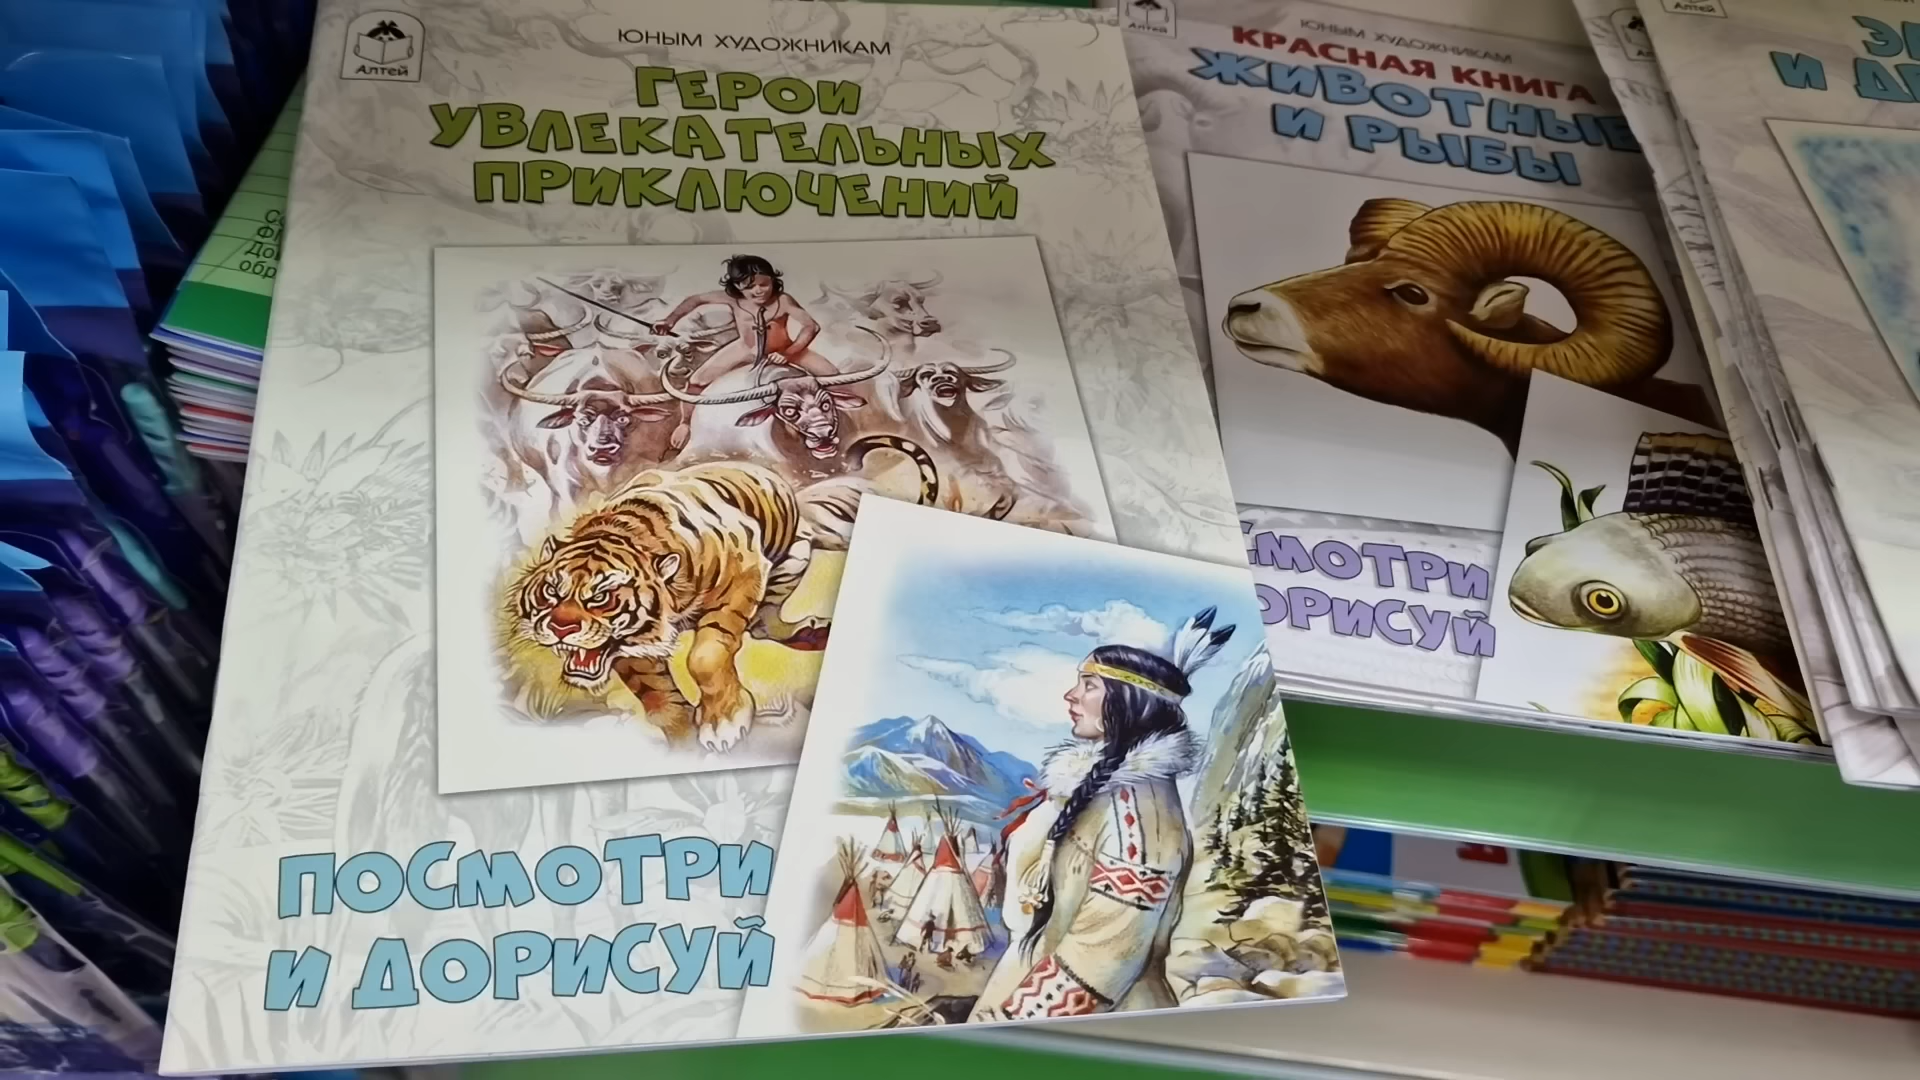 Алтей
ЮНЫМ ХУДОЖНИКАМ
ГЕРОИ
УВЛЕКАТЕЛЬНЫХ
ПРИКЛЮЧЕНИЙ
ПОСМОТРИ
И ДОРИСУЙ
Алтей
ЮНЫМ ХУДОЖНИКАМ
КРАСНАЯ КНИГА
ЖИВОТНЫЕ
И РЫБЫ
СМОТРИ
ОРИСУЙ
Алтей
И